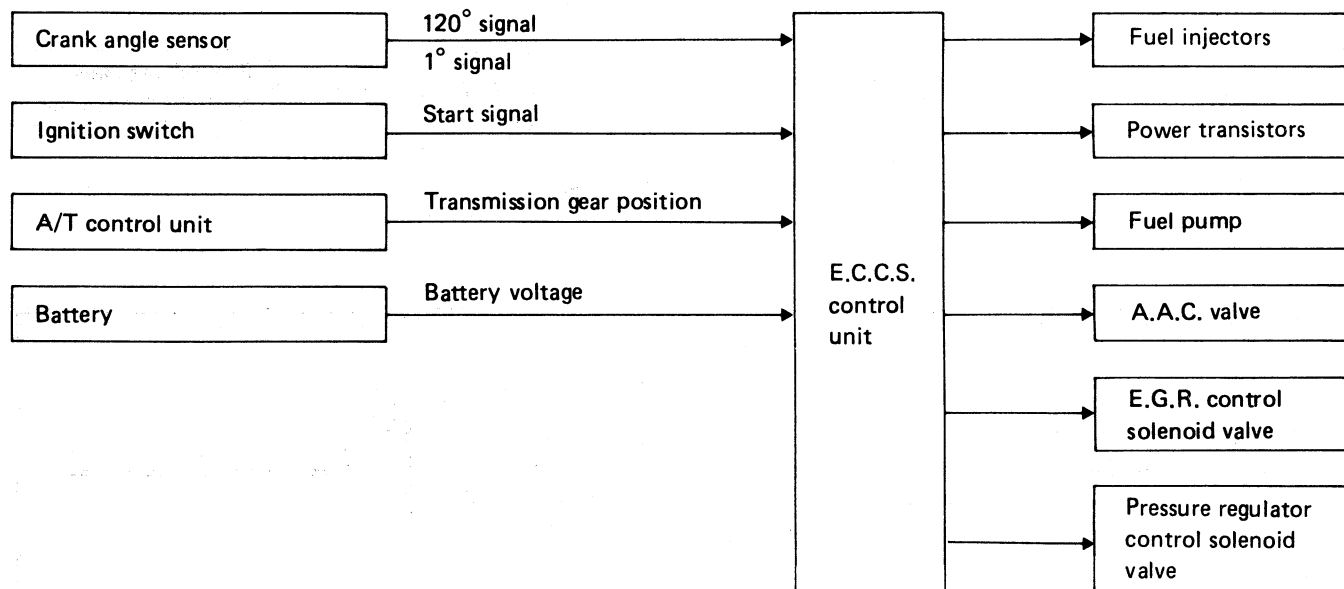 Crank angle sensor
120° signal
1° signal
Ignition switch
Start signal
A/T control unit
Transmission gear position
Battery
Battery voltage
E.C.C.S.
control
unit
Fuel injectors
Power transistors
Fuel pump
A.A.C. valve
E.G.R. control
solenoid valve
Pressure regulator
control solenoid
valve